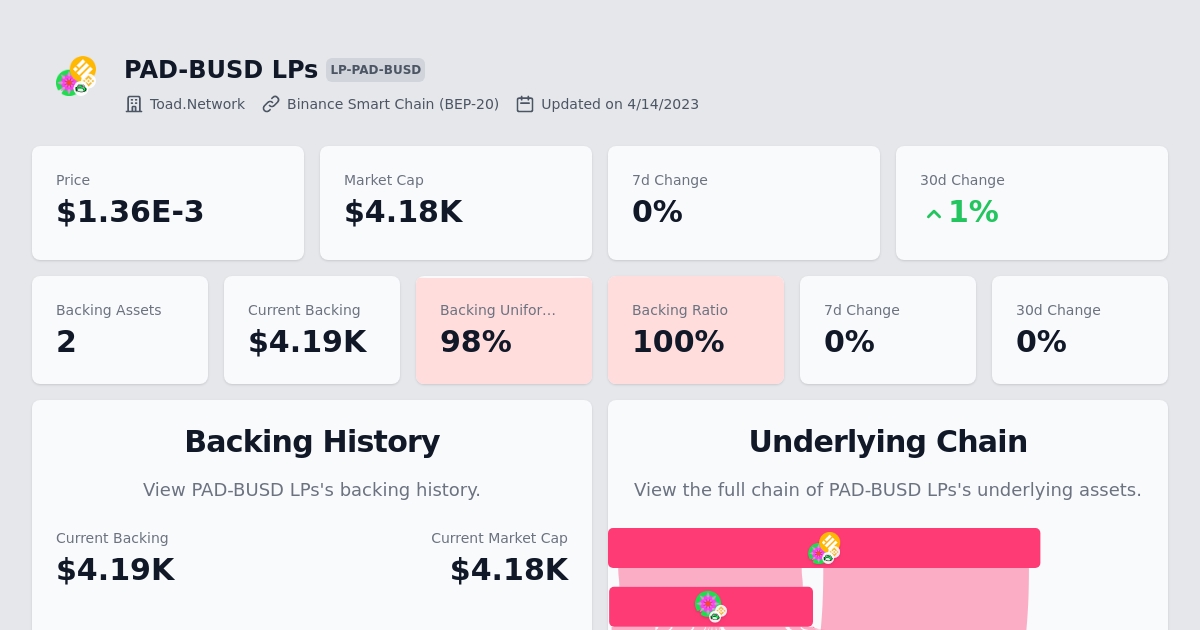 PAD-BUSD LPs LP-PAD-BUSD
Toad.Network Binance Smart Chain (BEP-20) Updated on 4/14/2023
Price Market Cap 7d Change 30d Change
$1.36E-3 $4.18K 0% 1%
Backing Assets Current Backing Backing Unifor... Backing Ratio 7d Change 30d Change
2 $4.19K 98% 100% 0% 0%
Backing History
View PAD-BUSD LPs's backing history.
Current Backing Current Market Cap
$4.19K $4.18K
Underlying Chain
View the full chain of PAD-BUSD LPs's underlying assets.